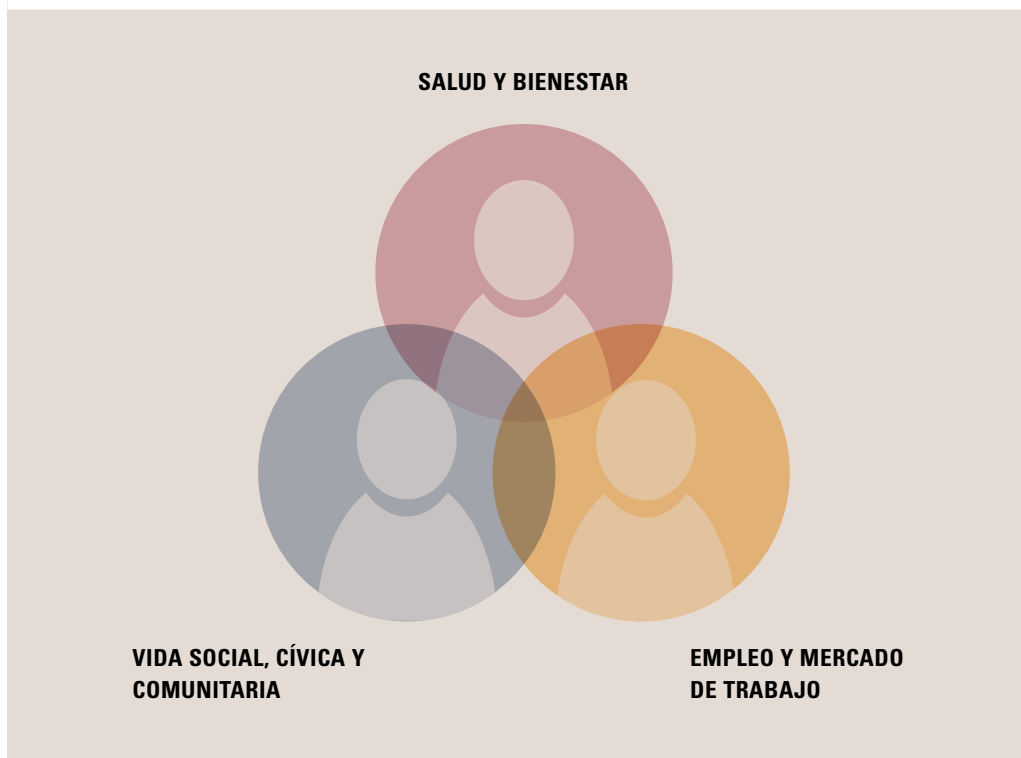 SALUD Y BIENESTAR
VIDA SOCIAL, CÍVICA Y
COMUNITARIA
EMPLEO Y MERCADO
DE TRABAJO